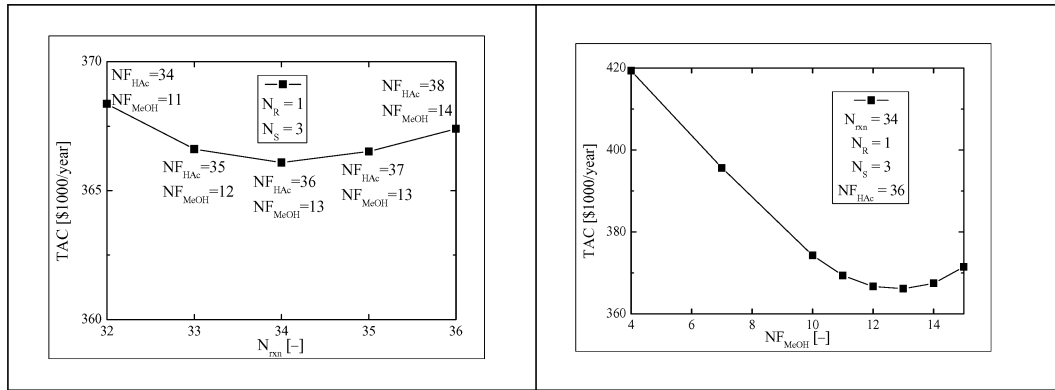 370
NF_HAc=34
NF_MeOH=11
N_R = 1
N_S = 3
NF_HAc=38
NF_MeOH=14
NF_HAc=35
NF_MeOH=12
NF_HAc=36
NF_MeOH=13
NF_HAc=37
NF_MeOH=13
365
360
TAC [$1000/year]
32 33 34 35 36
N_rxn [–]
420
400
380
360
TAC [$1000/year]
N_rxn = 34
N_R = 1
N_S = 3
NF_HAc = 36
4 6 8 10 12 14
NF_MeOH [–]